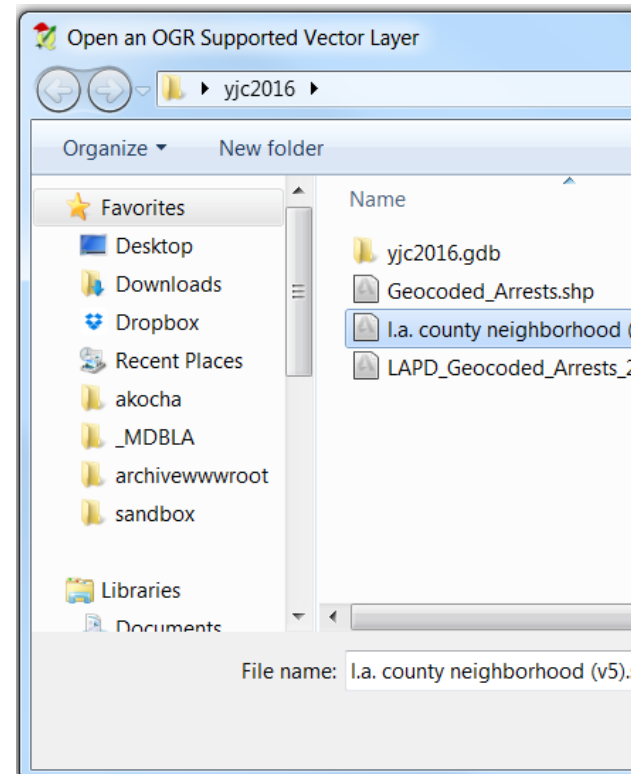 Open an OGR Supported Vector Layer
yjc2016
Organize
New folder
Favorites
Desktop
Downloads
Dropbox
Recent Places
akocha
_MDBLA
archivewwwroot
sandbox
Libraries
Documents
Name
yjc2016.gdb
Geocoded_Arrests.shp
l.a. county neighborhood (
LAPD_Geocoded_Arrests_2
File name: l.a. county neighborhood (v5).s